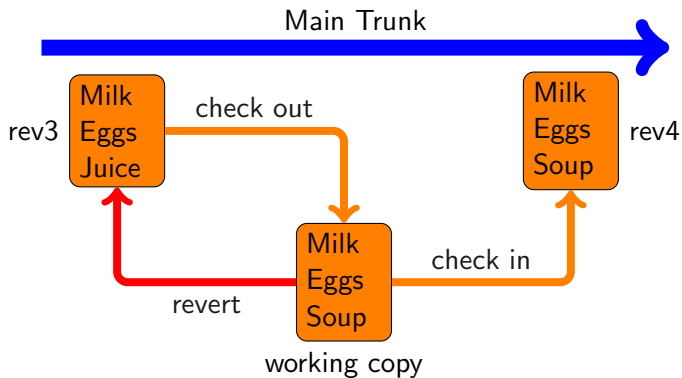 Main Trunk
rev3
Milk
Eggs
Juice
check out
Milk
Eggs
Soup
rev4
revert
Milk
Eggs
Soup
check in
working copy